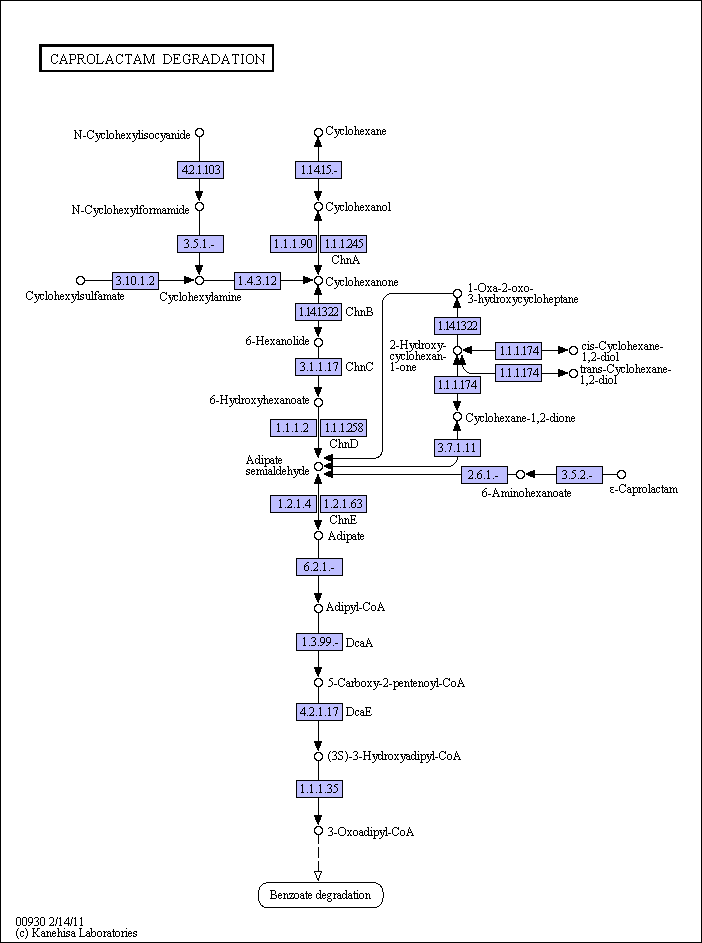 CAPROLACTAM DEGRADATION
N-Cyclohexylisocyanide
Cyclohexane
4.2.1.103
1.14.15.-
N-Cyclohexylformamide
Cyclohexanol
3.5.1.-
1.1.1.90
1.1.1.245
ChnA
3.10.1.2
1.4.3.12
Cyclohexanone
Cyclohexylsulfamate
Cyclohexylamine
1-Oxa-2-oxo-
3-hydroxycycloheptane
1.14.13.22
ChnB
1.14.13.22
6-Hexanolide
2-Hydroxy-
cyclohexan-
1-one
1.1.1.174
cis-Cyclohexane-
1,2-diol
3.1.1.17
ChnC
1.1.1.174
trans-Cyclohexane-
1,2-diol
1.1.1.174
6-Hydroxyhexanoate
Cyclohexane-1,2-dione
1.1.1.2
1.1.1.258
ChnD
3.7.1.11
Adipate
semialdehyde
2.6.1.-
3.5.2.-
6-Aminohexanoate
ε-Caprolactam
1.2.1.4
1.2.1.63
ChnE
Adipate
6.2.1.-
Adipyl-CoA
1.3.99.-
DcaA
5-Carboxy-2-pentenoyl-CoA
4.2.1.17
DcaE
(3S)-3-Hydroxyadipyl-CoA
1.1.1.35
3-Oxoadipyl-CoA
Benzoate degradation
00930 2/14/11
(c) Kanehisa Laboratories